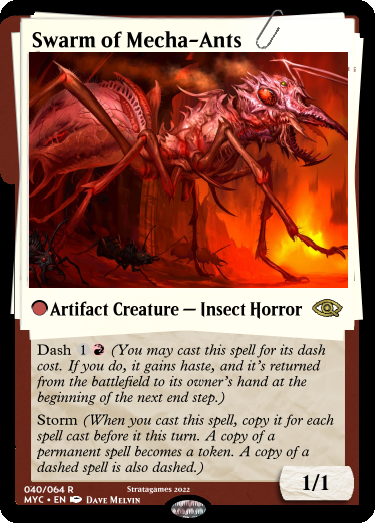 Swarm of Mecha-Ants
Artifact Creature — Insect Horror
Dash 1 (You may cast this spell for its dash
cost. If you do, it gains haste, and it's returned
from the battlefield to its owner's hand at the
beginning of the next end step.)
Storm (When you cast this spell, copy it for each
spell cast before it this turn. A copy of a
permanent spell becomes a token. A copy of a
dashed spell is also dashed.)
1/1
040/064 R
Stratagames 2022
MYC • EN Dave Melvin